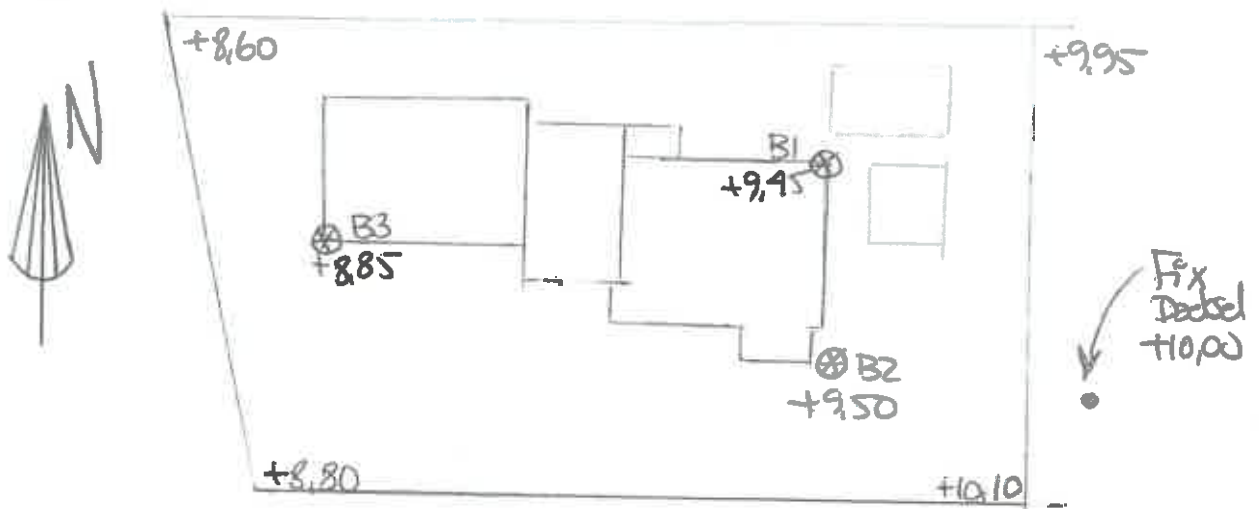 +8,60
+9,95
N
B1
+9,45
B3
+8,85
Fix
Deckel
+10,00
B2
+9,50
+8,80
+10,10